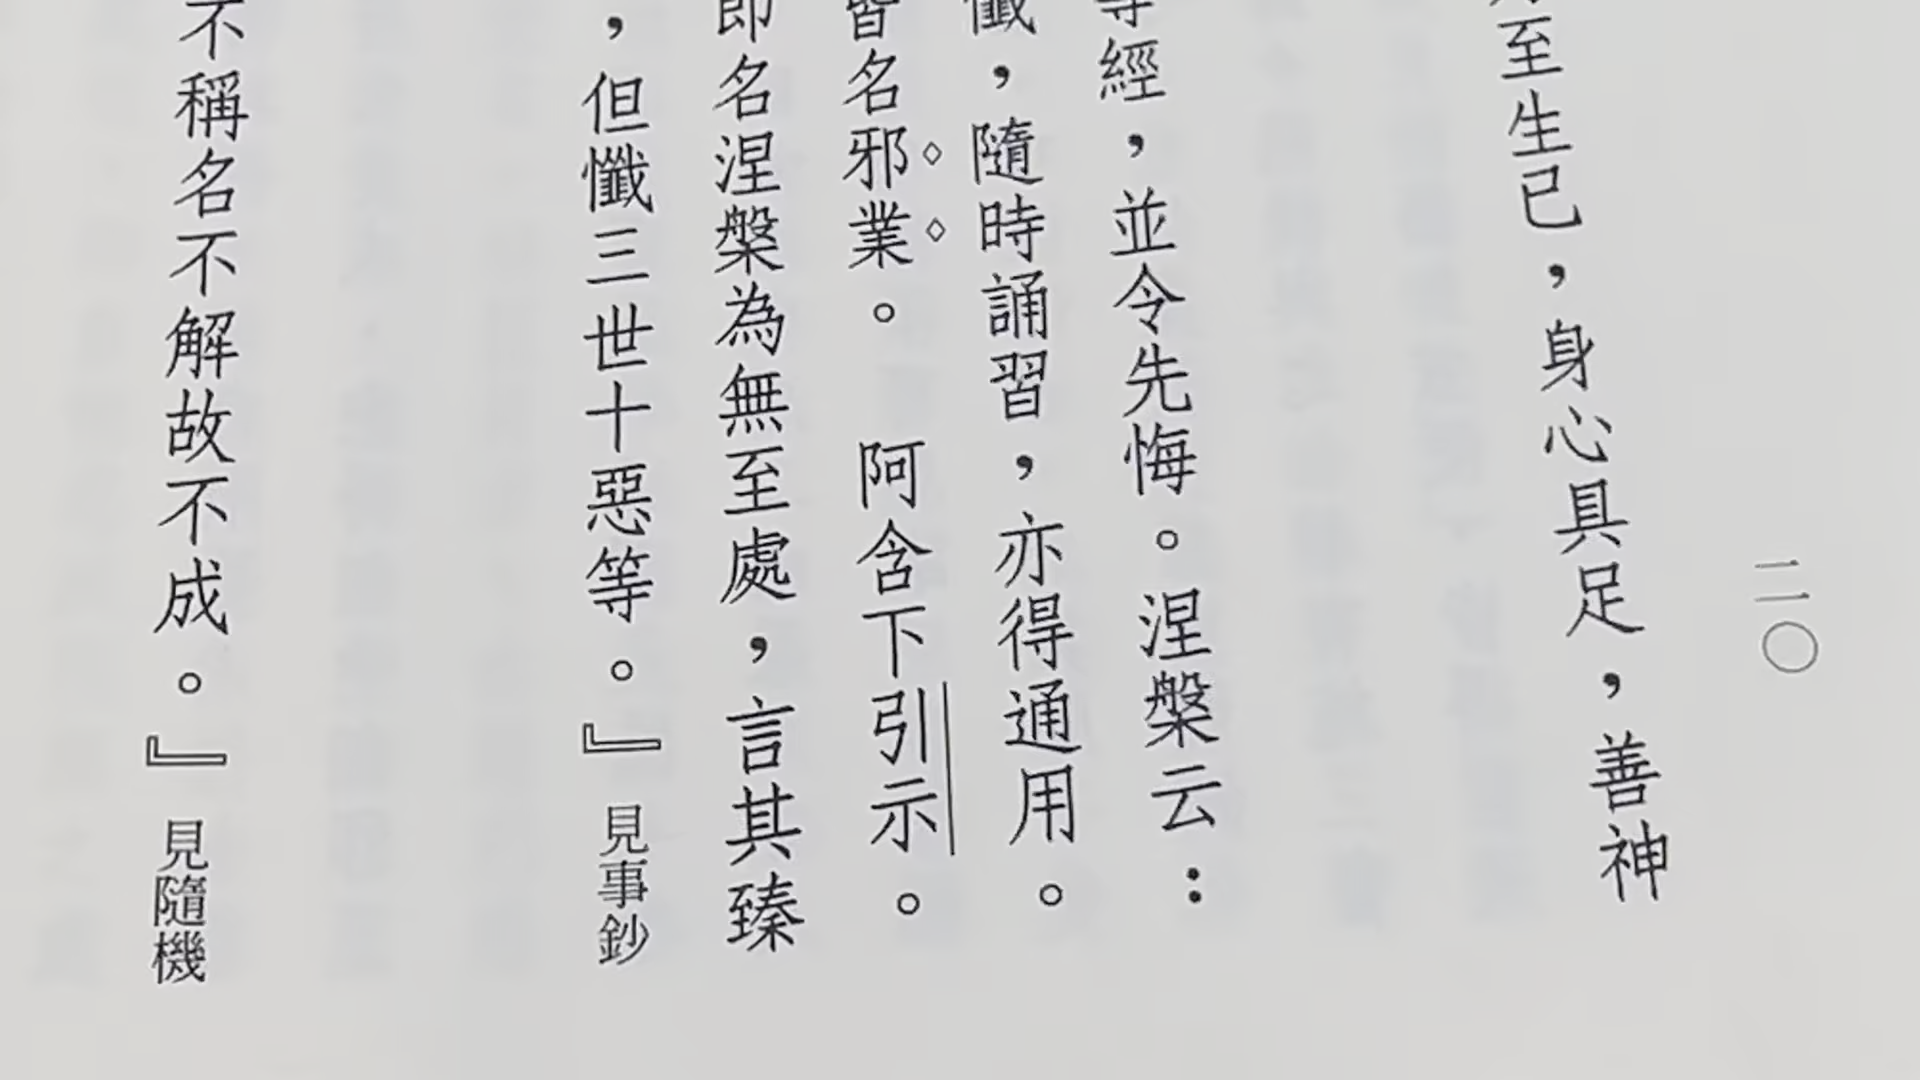 二〇
至生已，身心具足，善神
等經，並令先悔。涅槃云：
懺，隨時誦習，亦得通用。
皆名邪業。　阿含下引示。
即名涅槃為無至處，言其臻
，但懺三世十惡等。』見事鈔
不稱名不解故不成。』見隨機